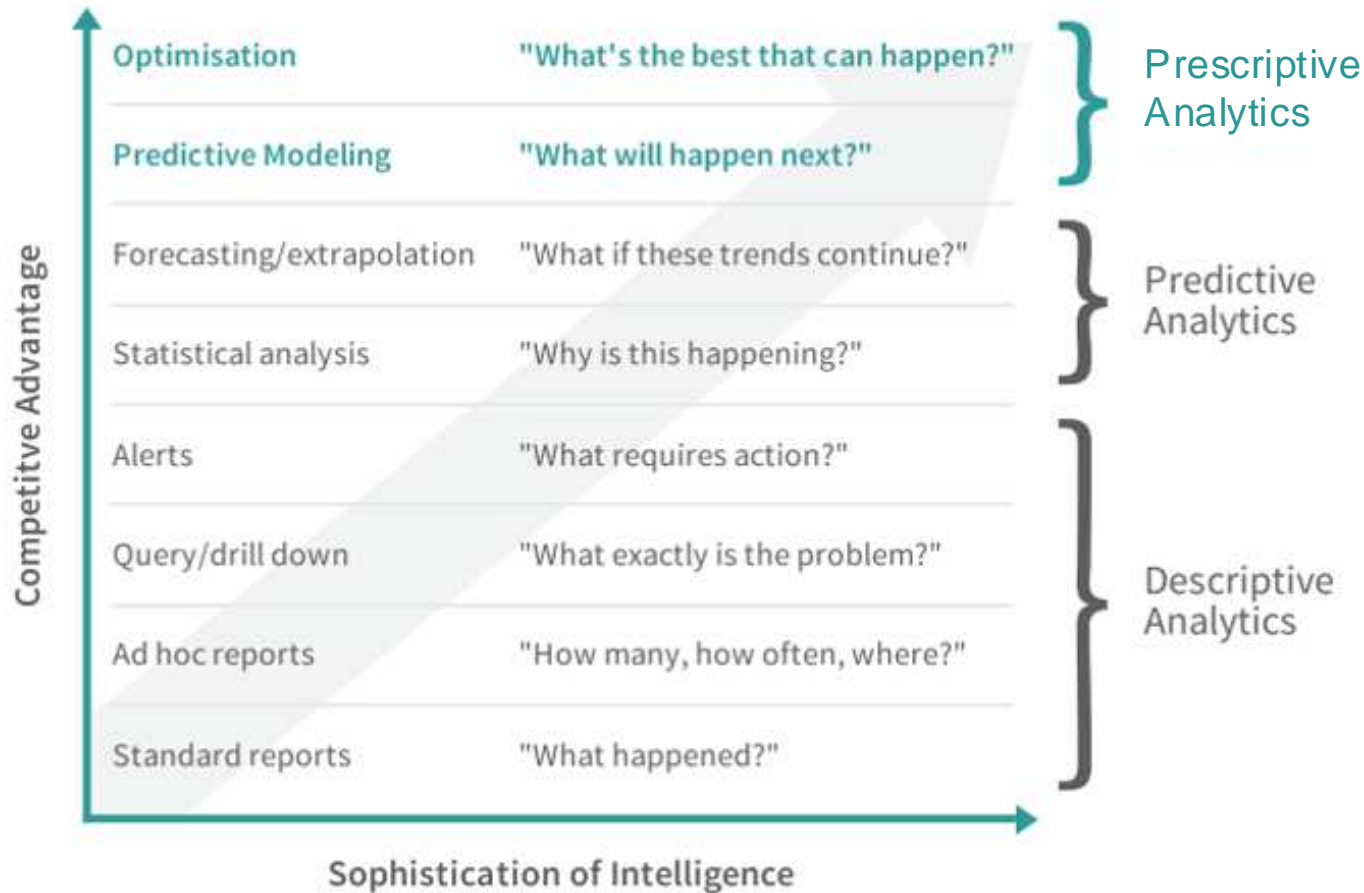 Optimisation "What's the best that can happen?"
Prescriptive
Analytics
Predictive Modeling "What will happen next?"
Forecasting/extrapolation "What if these trends continue?"
Predictive
Analytics
Statistical analysis "Why is this happening?"
Alerts "What requires action?"
Query/drill down "What exactly is the problem?"
Descriptive
Analytics
Ad hoc reports "How many, how often, where?"
Standard reports "What happened?"
Competitve Advantage
Sophistication of Intelligence